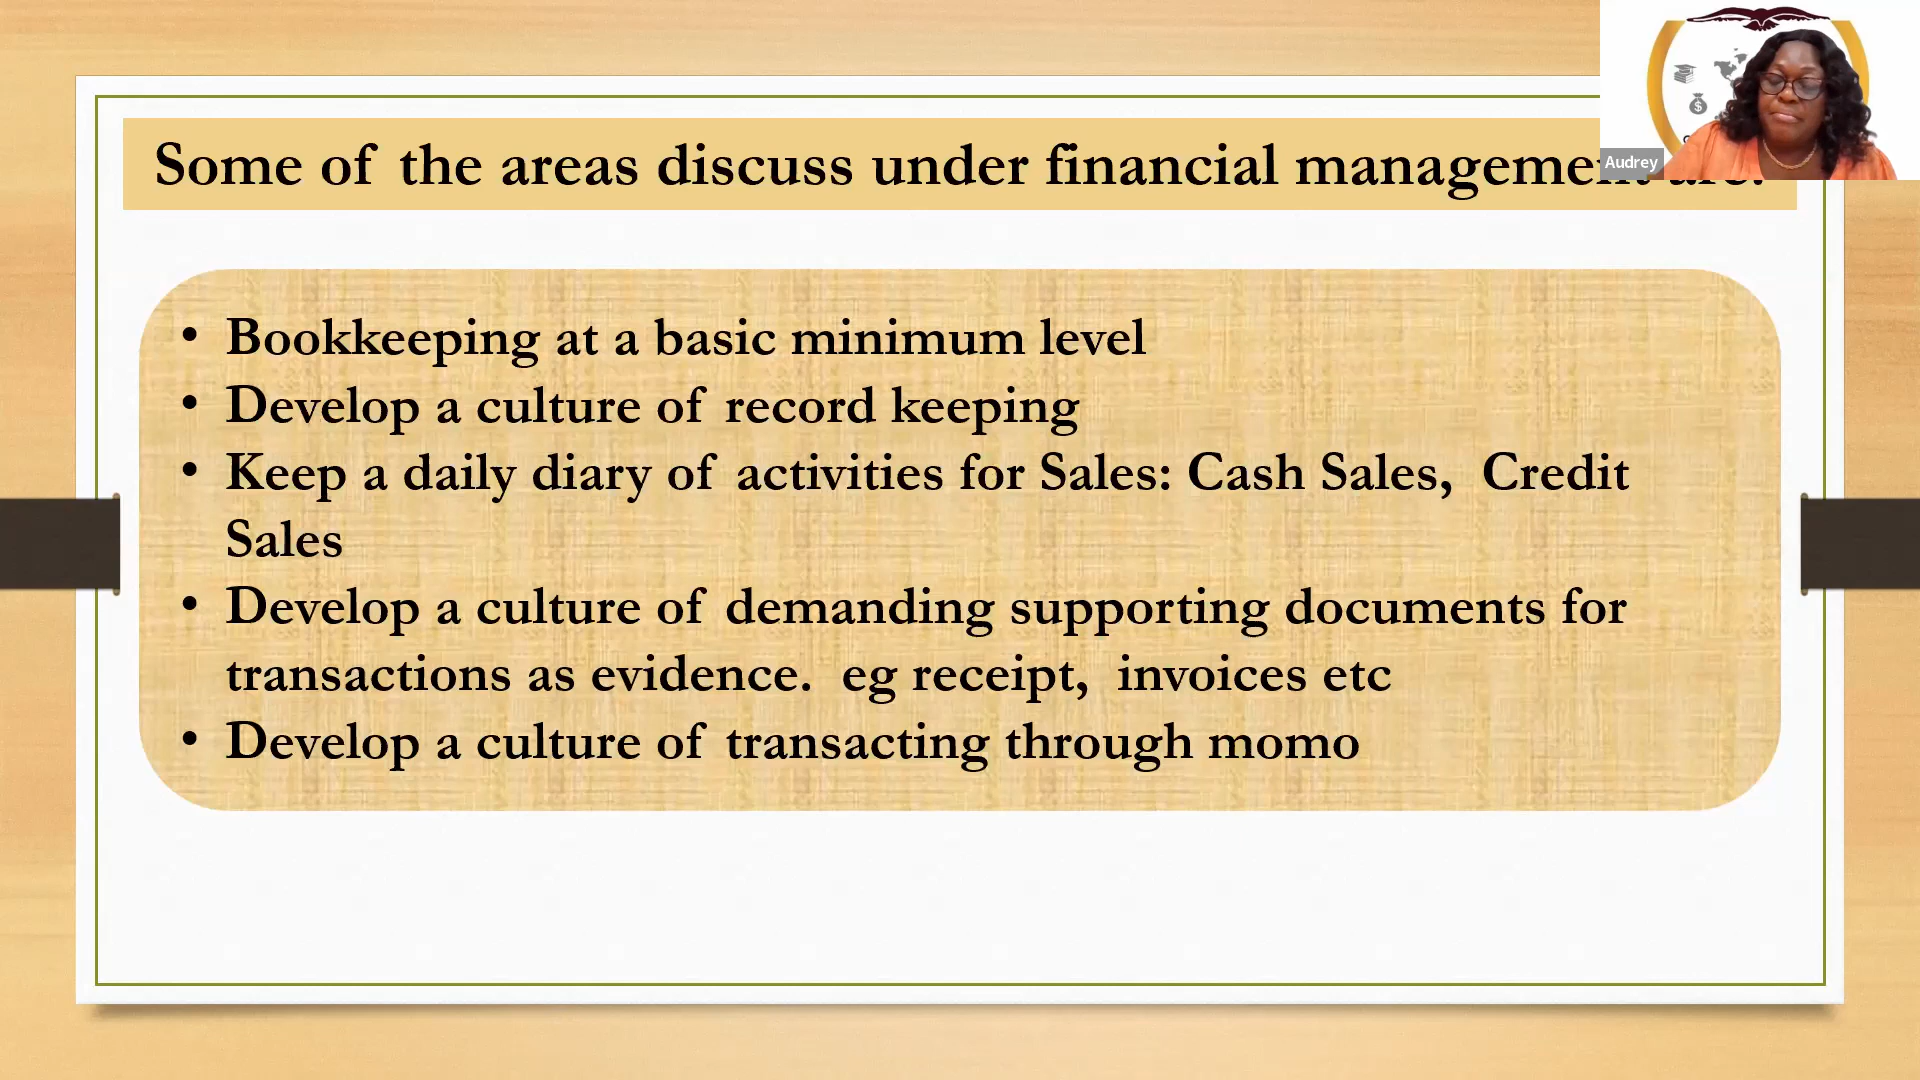 Some of the areas discuss under financial management are:
Audrey
• Bookkeeping at a basic minimum level
• Develop a culture of record keeping
• Keep a daily diary of activities for Sales: Cash Sales, Credit
Sales
• Develop a culture of demanding supporting documents for
transactions as evidence. eg receipt, invoices etc
• Develop a culture of transacting through momo